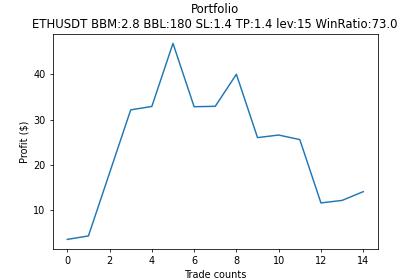 Portfolio
ETHUSDT BBM:2.8 BBL:180 SL:1.4 TP:1.4 lev:15 WinRatio:73.0
Profit ($)
40
30
20
10
0 2 4 6 8 10 12 14
Trade counts